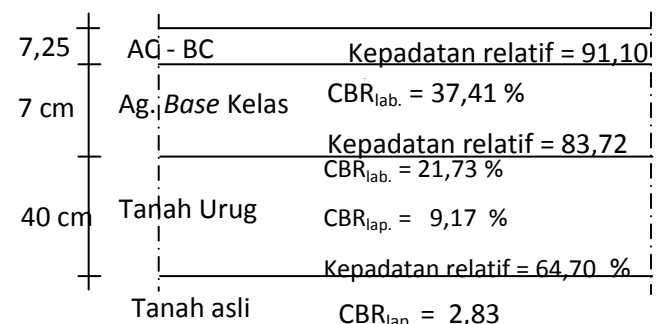 7,25 AC - BC Kepadatan relatif = 91,10
7 cm Ag. Base Kelas CBRlab. = 37,41 %
Kepadatan relatif = 83,72
CBRlab. = 21,73 %
40 cm Tanah Urug CBRlap. = 9,17 %
Kepadatan relatif = 64,70 %
Tanah asli CBRlap = 2,83